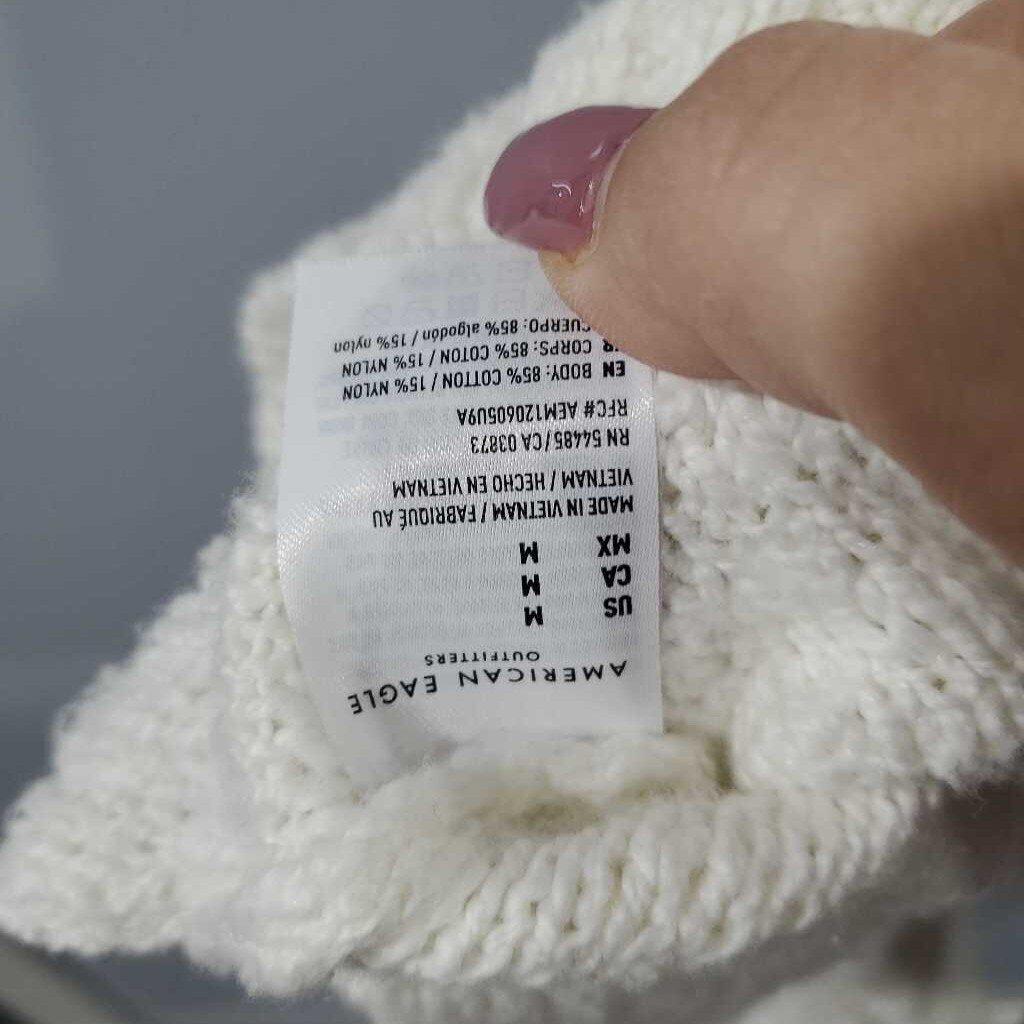 AMERICAN EAGLE
OUTFITTERS
US M
CA M
MX M
MADE IN VIETNAM / FABRIQUÉ AU
VIETNAM / HECHO EN VIETNAM
RN 54485 / CA 03873
RFC# AEM120605U9A
EN BODY: 85% COTTON / 15% NYLON
CORPS: 85% COTON / 15% NYLON
CUERPO: 85% algodón / 15% nylon